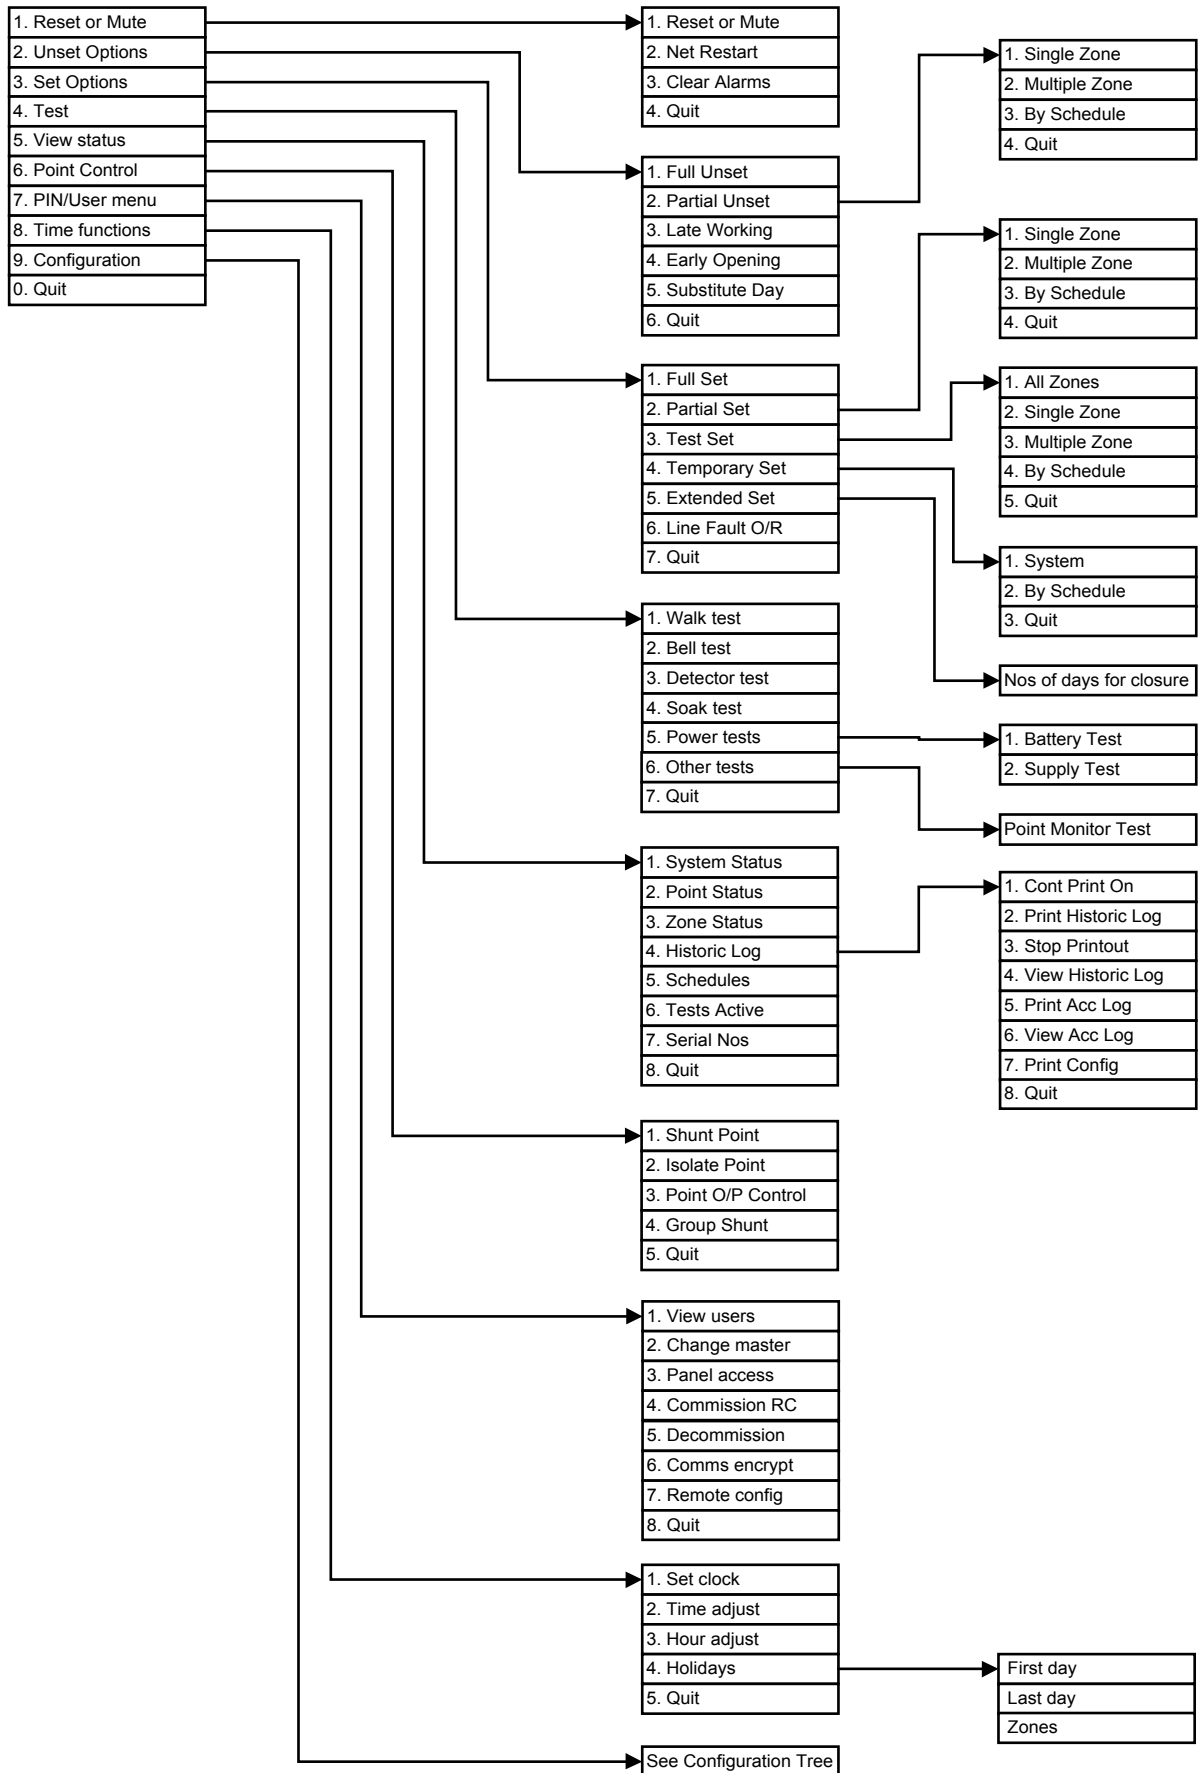 1. Reset or Mute
2. Unset Options
3. Set Options
4. Test
5. View status
6. Point Control
7. PIN/User menu
8. Time functions
9. Configuration
0. Quit
1. Reset or Mute
2. Net Restart
3. Clear Alarms
4. Quit
1. Full Unset
2. Partial Unset
3. Late Working
4. Early Opening
5. Substitute Day
6. Quit
1. Full Set
2. Partial Set
3. Test Set
4. Temporary Set
5. Extended Set
6. Line Fault O/R
7. Quit
1. Walk test
2. Bell test
3. Detector test
4. Soak test
5. Power tests
6. Other tests
7. Quit
1. System Status
2. Point Status
3. Zone Status
4. Historic Log
5. Schedules
6. Tests Active
7. Serial Nos
8. Quit
1. Shunt Point
2. Isolate Point
3. Point O/P Control
4. Group Shunt
5. Quit
1. View users
2. Change master
3. Panel access
4. Commission RC
5. Decommission
6. Comms encrypt
7. Remote config
8. Quit
1. Set clock
2. Time adjust
3. Hour adjust
4. Holidays
5. Quit
See Configuration Tree
1. Single Zone
2. Multiple Zone
3. By Schedule
4. Quit
1. Single Zone
2. Multiple Zone
3. By Schedule
4. Quit
1. All Zones
2. Single Zone
3. Multiple Zone
4. By Schedule
5. Quit
1. System
2. By Schedule
3. Quit
Nos of days for closure
1. Battery Test
2. Supply Test
Point Monitor Test
1. Cont Print On
2. Print Historic Log
3. Stop Printout
4. View Historic Log
5. Print Acc Log
6. View Acc Log
7. Print Config
8. Quit
First day
Last day
Zones